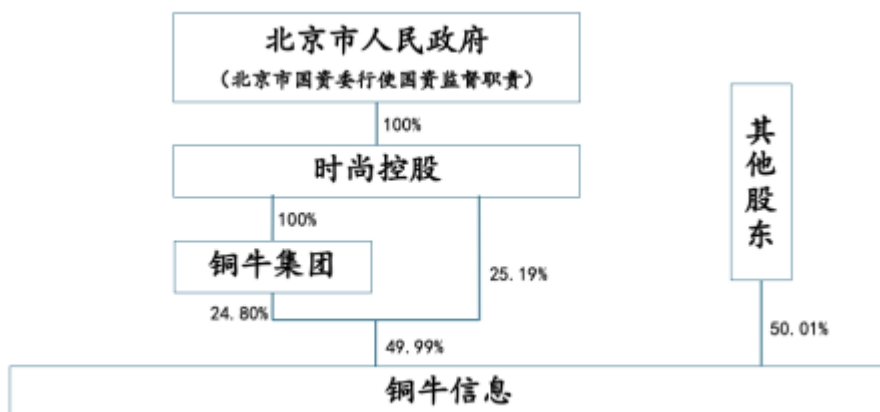 北京市人民政府
（北京市国资委行使国资监督职责）
100%
时尚控股
其他股东
100%
铜牛集团
25.19%
24.80%
50.01%
49.99%
铜牛信息